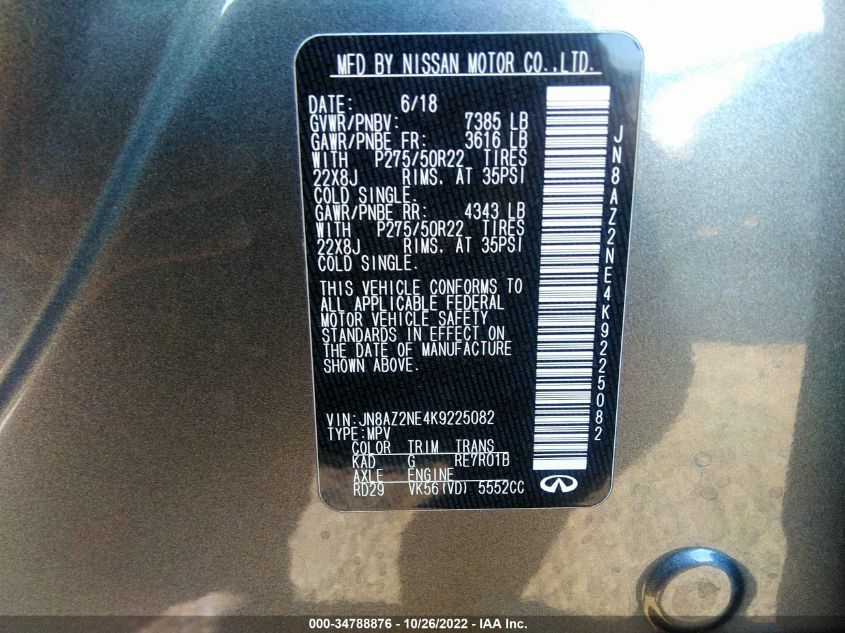 MFD BY NISSAN MOTOR CO.,LTD.
DATE: 6/18
GVWR/PNBV: 7385 LB
GAWR/PNBE FR: 3616 LB
WITH P275/50R22 TIRES
22X8J RIMS. AT 35PSI
COLD SINGLE.
GAWR/PNBE RR: 4343 LB
WITH P275/50R22 TIRES
22X8J RIMS. AT 35PSI
COLD SINGLE.
THIS VEHICLE CONFORMS TO
ALL APPLICABLE FEDERAL
MOTOR VEHICLE SAFETY
STANDARDS IN EFFECT ON
THE DATE OF MANUFACTURE
SHOWN ABOVE.
VIN:JN8AZ2NE4K9225082
TYPE:MPV
COLOR TRIM TRANS
KAD G RE7R01B
AXLE ENGINE
RD29 VK56(VD) 5552CC
JN8AZ2NE4K9225082
000-34788876 - 10/26/2022 - IAA Inc.